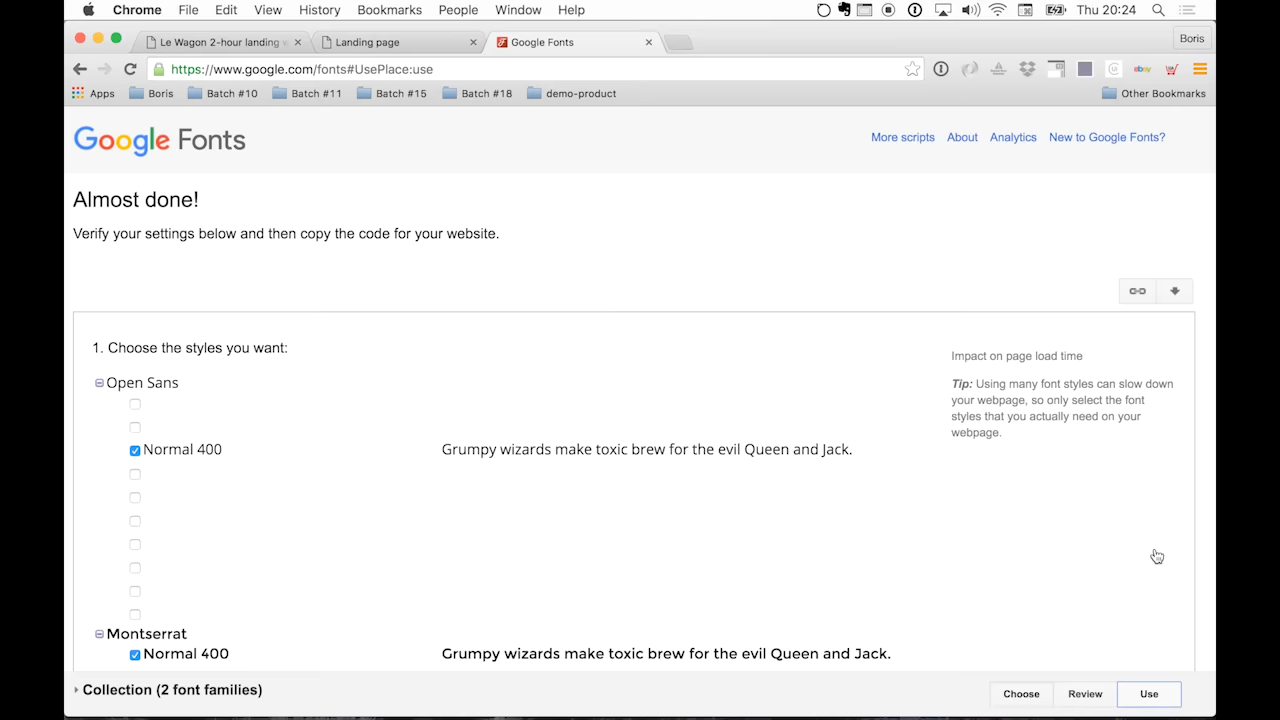 Chrome File Edit View History Bookmarks People Window Help Thu 20:24
Le Wagon 2-hour landing Landing page Google Fonts Boris
https://www.google.com/fonts#UsePlace:use
Apps Boris Batch #10 Batch #11 Batch #15 Batch #18 demo-product Other Bookmarks
Google Fonts More scripts About Analytics New to Google Fonts?
Almost done!
Verify your settings below and then copy the code for your website.
1. Choose the styles you want:
Impact on page load time
Open Sans
Tip: Using many font styles can slow down
your webpage, so only select the font
styles that you actually need on your
webpage.
Normal 400 Grumpy wizards make toxic brew for the evil Queen and Jack.
Montserrat
Normal 400 Grumpy wizards make toxic brew for the evil Queen and Jack.
Collection (2 font families) Choose Review Use